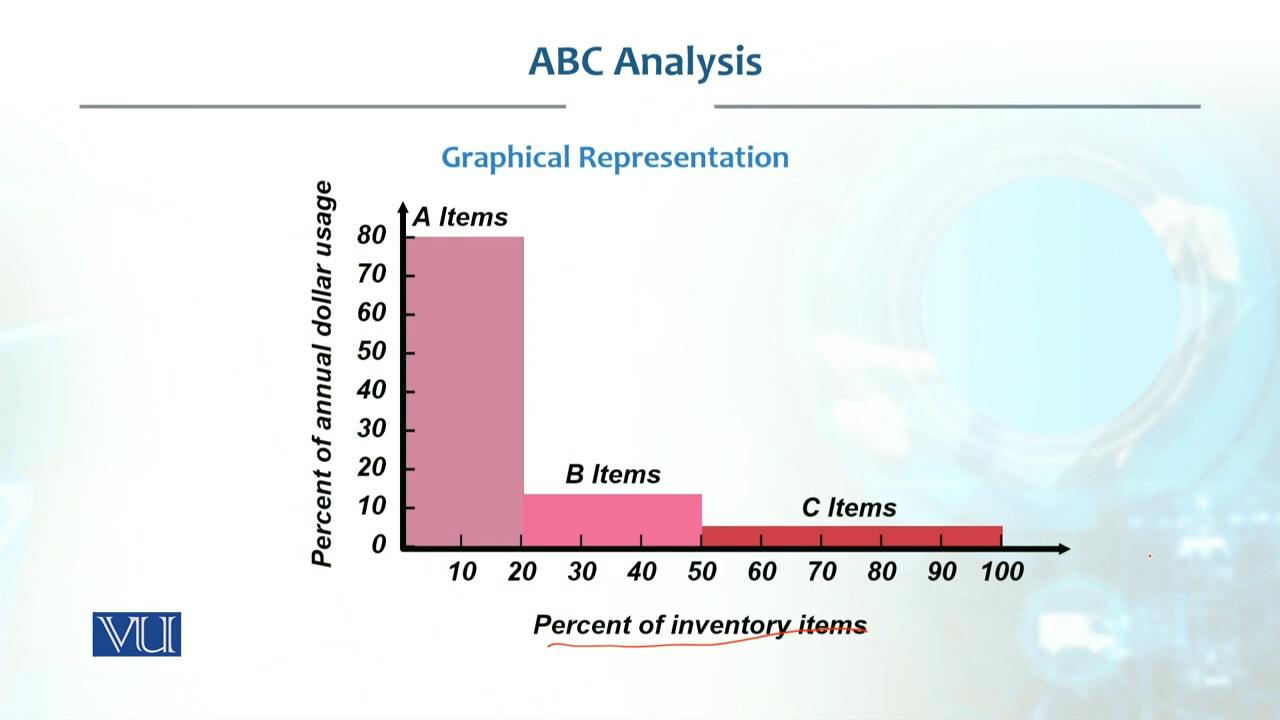 ABC Analysis
Graphical Representation
Percent of annual dollar usage
A Items
80
70
60
50
40
30
20
10
0
B Items
C Items
10 20 30 40 50 60 70 80 90 100
Percent of inventory items
VU